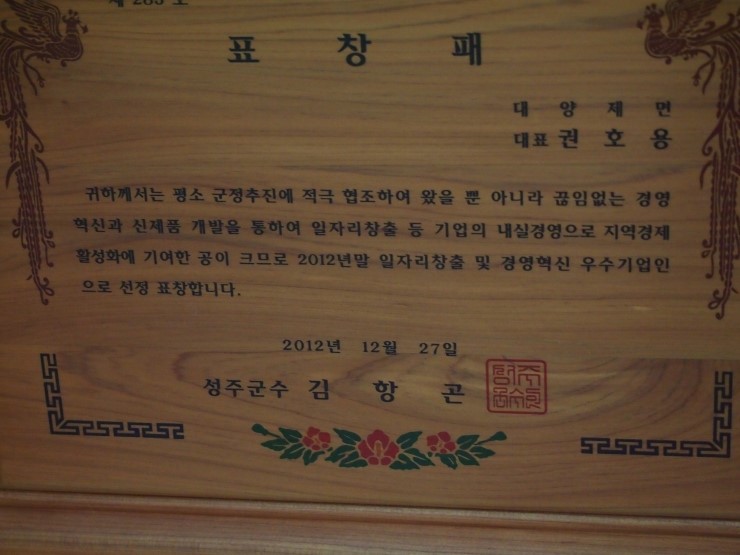 제 263 호
표 창 패
대 양 제 면
대표 권 호 용
귀하께서는 평소 군정추진에 적극 협조하여 왔을 뿐 아니라 끊임없는 경영
혁신과 신제품 개발을 통하여 일자리창출 등 기업의 내실경영으로 지역경제
활성화에 기여한 공이 크므로 2012년말 일자리창출 및 경영혁신 우수기업인
으로 선정 표창합니다.
2012년 12월 27일
성주군수 김 항 곤